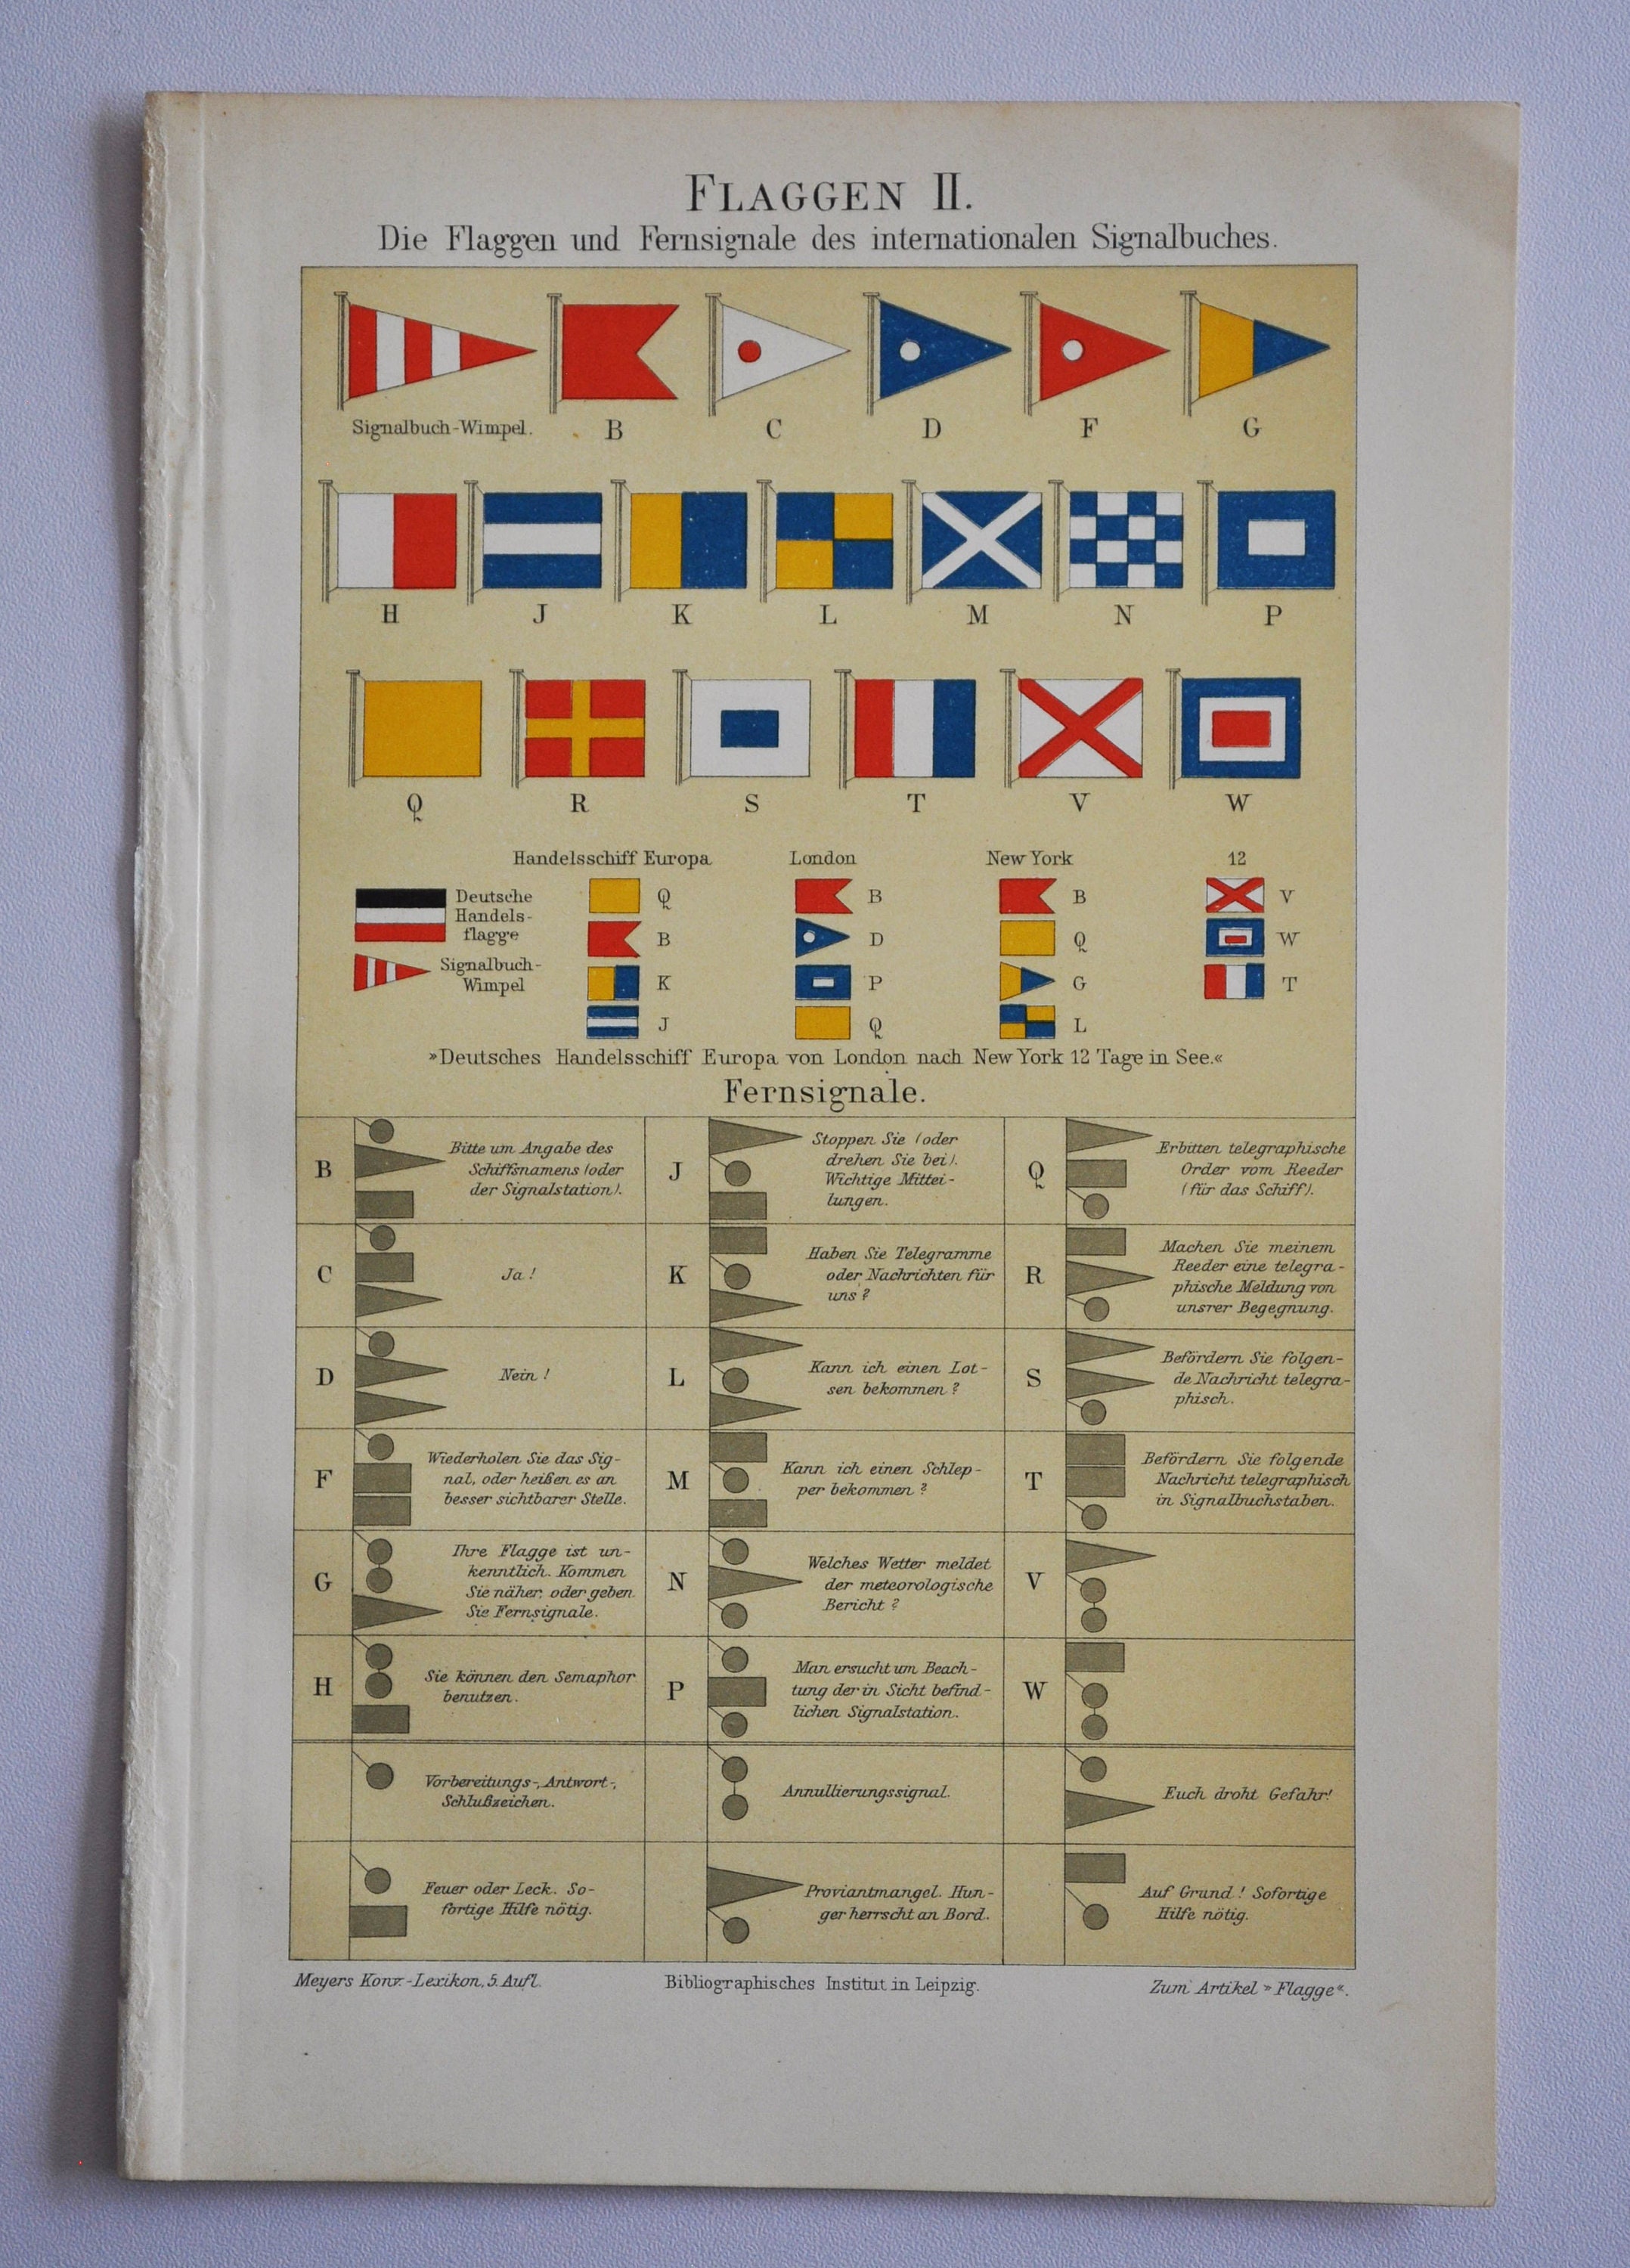 FLAGGEN II.
Die Flaggen und Fernsignale des internationalen Signalbuches.
Signalbuch-Wimpel. B C D F G
H J K L M N P
Q R S T V W
Handelsschiff Europa London New York 12
Deutsche
Handels-
flagge
Signalbuch-
Wimpel
Q B B V
B D Q W
K P G T
J Q L
»Deutsches Handelsschiff Europa von London nach New York 12 Tage in See.«
Fernsignale.
B
Bitte um Angabe des
Schiffsnamens (oder
der Signalstation).
J
Stoppen Sie (oder
drehen Sie bei).
Wichtige Mittei-
lungen.
Q
Erbitten telegraphische
Order vom Reeder
(für das Schiff).
C
Ja!
K
Haben Sie Telegramme
oder Nachrichten für
uns?
R
Machen Sie meinem
Reeder eine telegra-
phische Meldung von
unsrer Begegnung.
D
Nein!
L
Kann ich einen Lot-
sen bekommen?
S
Befördern Sie folgen-
de Nachricht telegra-
phisch.
F
Wiederholen Sie das Sig-
nal, oder heißen es an
besser sichtbarer Stelle.
M
Kann ich einen Schlep-
per bekommen?
T
Befördern Sie folgende
Nachricht telegraphisch
in Signalbuchstaben.
G
Ihre Flagge ist un-
kenntlich. Kommen
Sie näher, oder geben
Sie Fernsignale.
N
Welches Wetter meldet
der meteorologische
Bericht?
V
H
Sie können den Semaphor
benutzen.
P
Man ersucht um Beach-
tung der in Sicht befind-
lichen Signalstation.
W
Vorbereitungs-, Antwort-,
Schlußzeichen.
Annullierungssignal.
Euch droht Gefahr!
Feuer oder Leck. So-
fortige Hilfe nötig.
Proviantmangel. Hun-
ger herrscht an Bord.
Auf Grund! Sofortige
Hilfe nötig.
Meyers Konv.-Lexikon, 5. Aufl.
Bibliographisches Institut in Leipzig.
Zum Artikel »Flagge«.